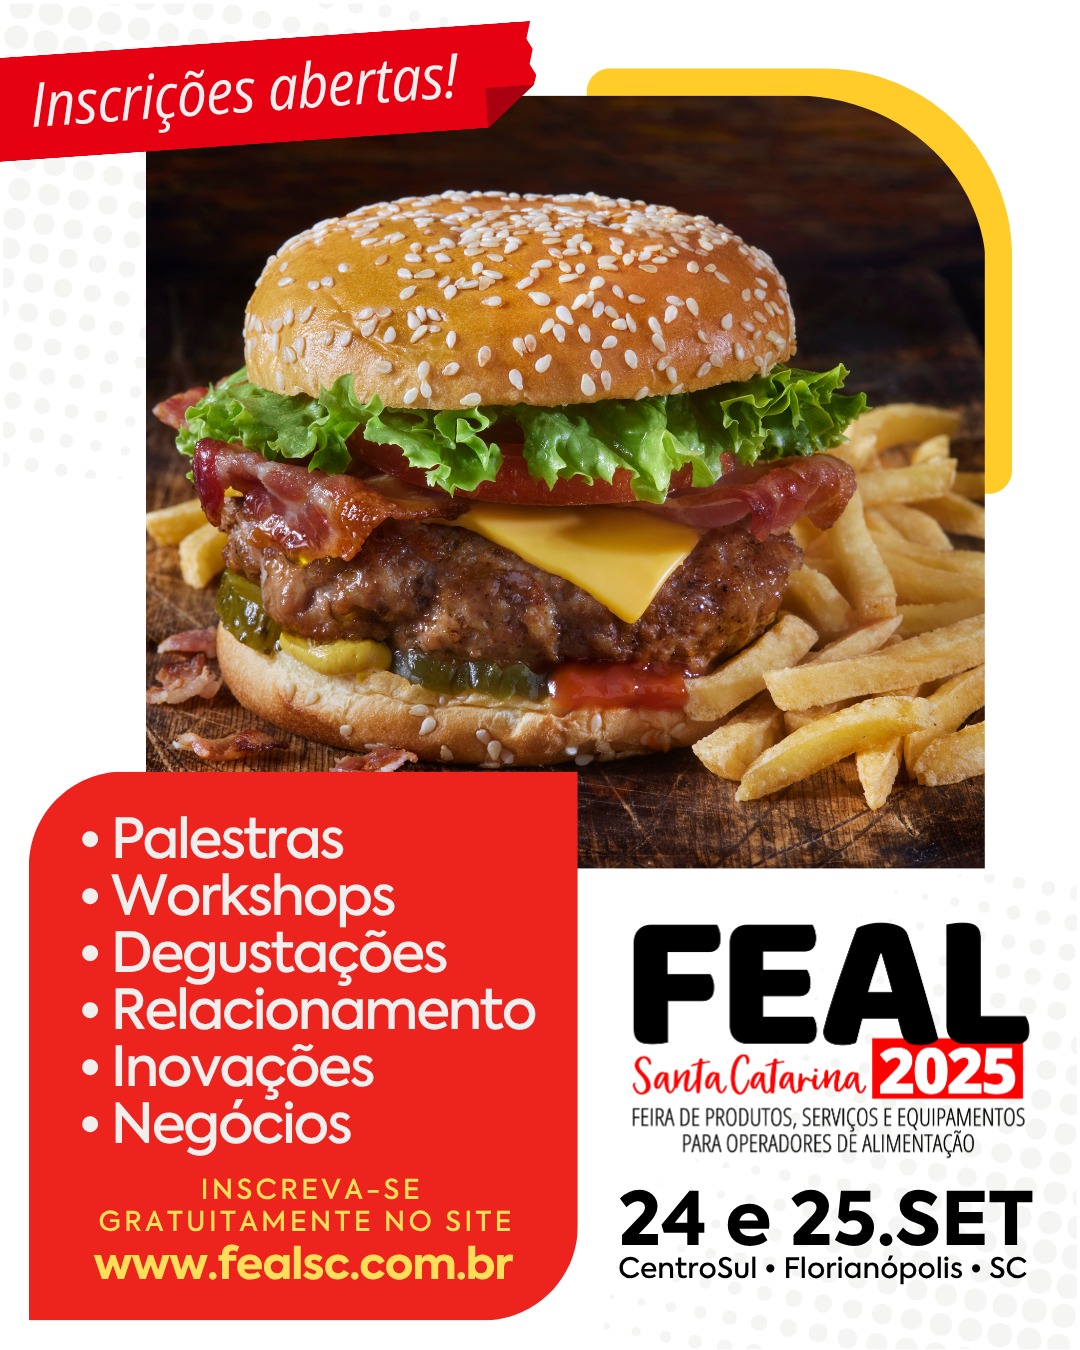 Inscrições abertas!
• Palestras
• Workshops
• Degustações
• Relacionamento
• Inovações
• Negócios
INSCREVA-SE
GRATUITAMENTE NO SITE
www.fealsc.com.br
FEAL
Santa Catarina 2025
FEIRA DE PRODUTOS, SERVIÇOS E EQUIPAMENTOS
PARA OPERADORES DE ALIMENTAÇÃO
24 e 25.SET
CentroSul • Florianópolis • SC